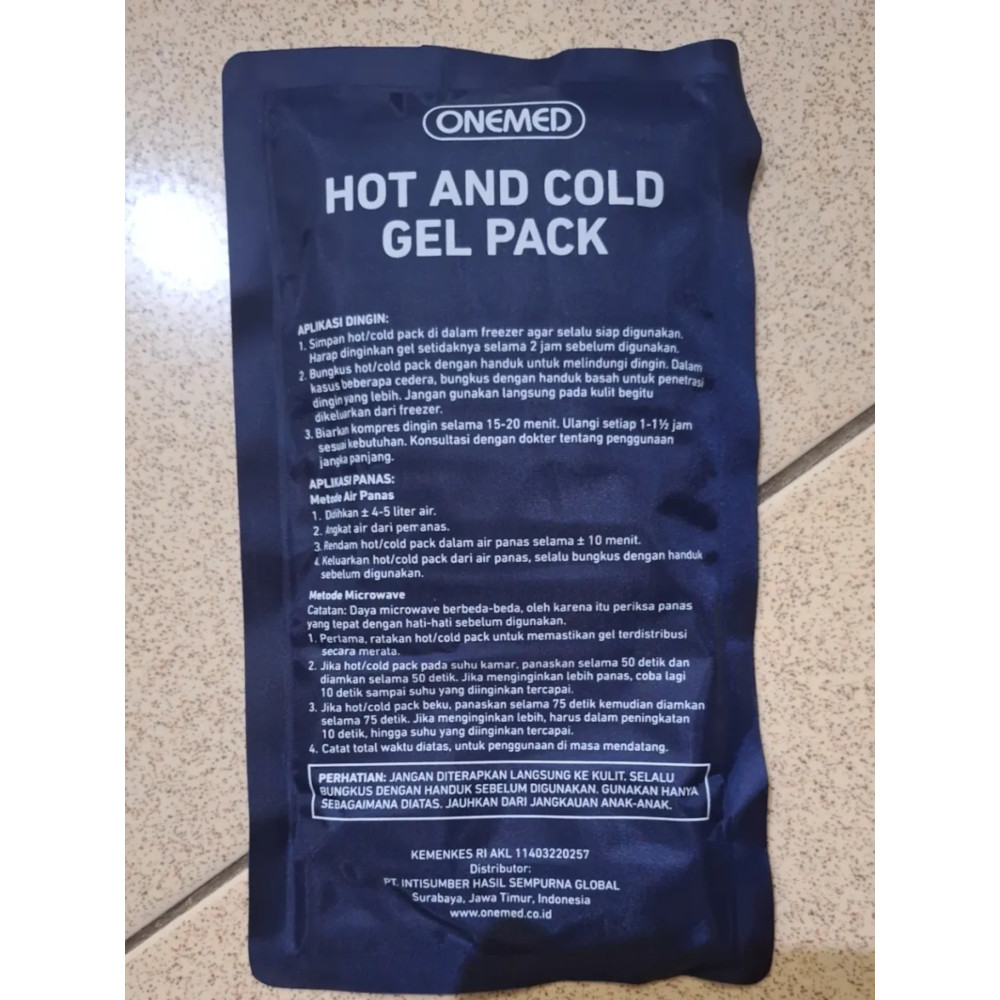 ONEMED
HOT AND COLD
GEL PACK
APLIKASI DINGIN:
1. Simpan hot/cold pack di dalam freezer agar selalu siap digunakan.
Harap dinginkan gel setidaknya selama 2 jam sebelum digunakan.
2. Bungkus hot/cold pack dengan handuk untuk melindungi dingin. Dalam
kasus beberapa cedera, bungkus dengan handuk basah untuk penetrasi
dingin yang lebih. Jangan gunakan langsung pada kulit begitu
dikeluarkan dari freezer.
3. Biarkan kompres dingin selama 15-20 menit. Ulangi setiap 1-1½ jam
sesuai kebutuhan. Konsultasi dengan dokter tentang penggunaan
jangka panjang.
APLIKASI PANAS:
Metode Air Panas
1. Didihkan ± 4-5 liter air.
2. Angkat air dari pemanas.
3. Rendam hot/cold pack dalam air panas selama ± 10 menit.
4. Keluarkan hot/cold pack dari air panas, selalu bungkus dengan handuk
sebelum digunakan.
Metode Microwave
Catatan: Daya microwave berbeda-beda, oleh karena itu periksa panas
yang tepat dengan hati-hati sebelum digunakan.
1. Pertama, ratakan hot/cold pack untuk memastikan gel terdistribusi
secara merata.
2. Jika hot/cold pack pada suhu kamar, panaskan selama 50 detik dan
diamkan selama 50 detik. Jika menginginkan lebih panas, coba lagi
10 detik sampai suhu yang diinginkan tercapai.
3. Jika hot/cold pack beku, panaskan selama 75 detik kemudian diamkan
selama 75 detik. Jika menginginkan lebih, harus dalam peningkatan
10 detik, hingga suhu yang diinginkan tercapai.
4. Catat total waktu diatas, untuk penggunaan di masa mendatang.
PERHATIAN: JANGAN DITERAPKAN LANGSUNG KE KULIT. SELALU
BUNGKUS DENGAN HANDUK SEBELUM DIGUNAKAN. GUNAKAN HANYA
SEBAGAIMANA DIATAS. JAUHKAN DARI JANGKAUAN ANAK-ANAK.
KEMENKES RI AKL 11403220257
Distributor:
PT. INTISUMBER HASIL SEMPURNA GLOBAL
Surabaya, Jawa Timur, Indonesia
www.onemed.co.id